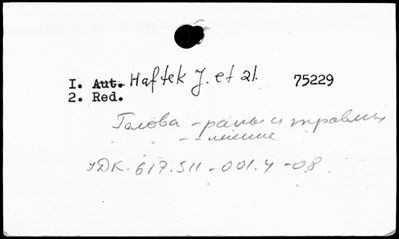 I. Aut. Haftek J. et al. 75229
2. Red.
Голова - раны и травмы
- лечение
УДК. 617.511-001.4-08